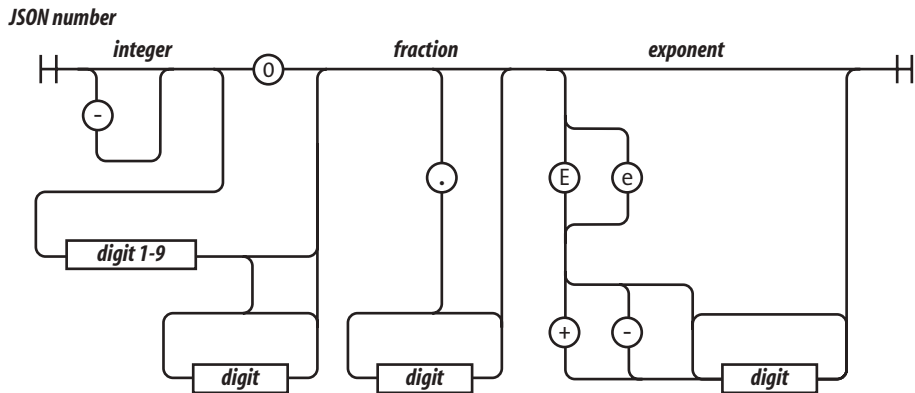 JSON number
integer
fraction
exponent
0
-
.
E
e
digit 1-9
+
-
digit
digit
digit